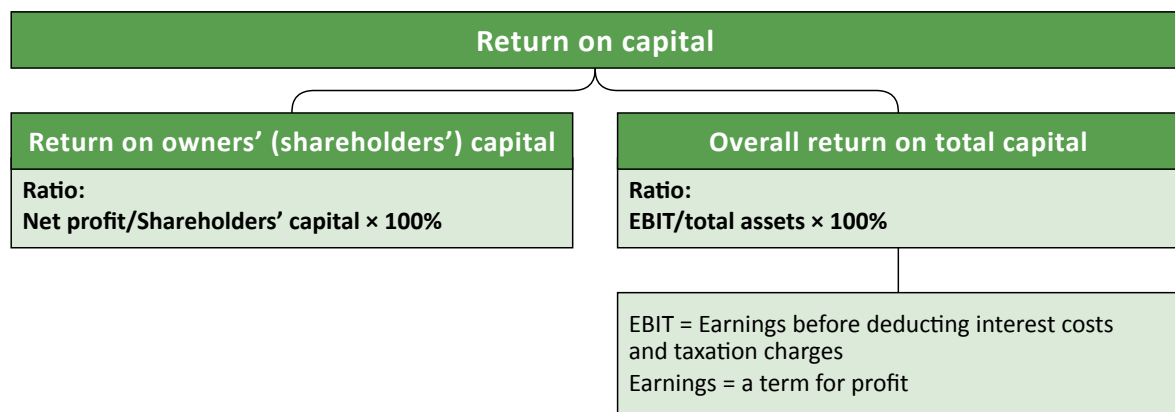 Return on capital
Return on owners’ (shareholders’) capital
Ratio:
Net profit/Shareholders’ capital × 100%
Overall return on total capital
Ratio:
EBIT/total assets × 100%
EBIT = Earnings before deducting interest costs
and taxation charges
Earnings = a term for profit